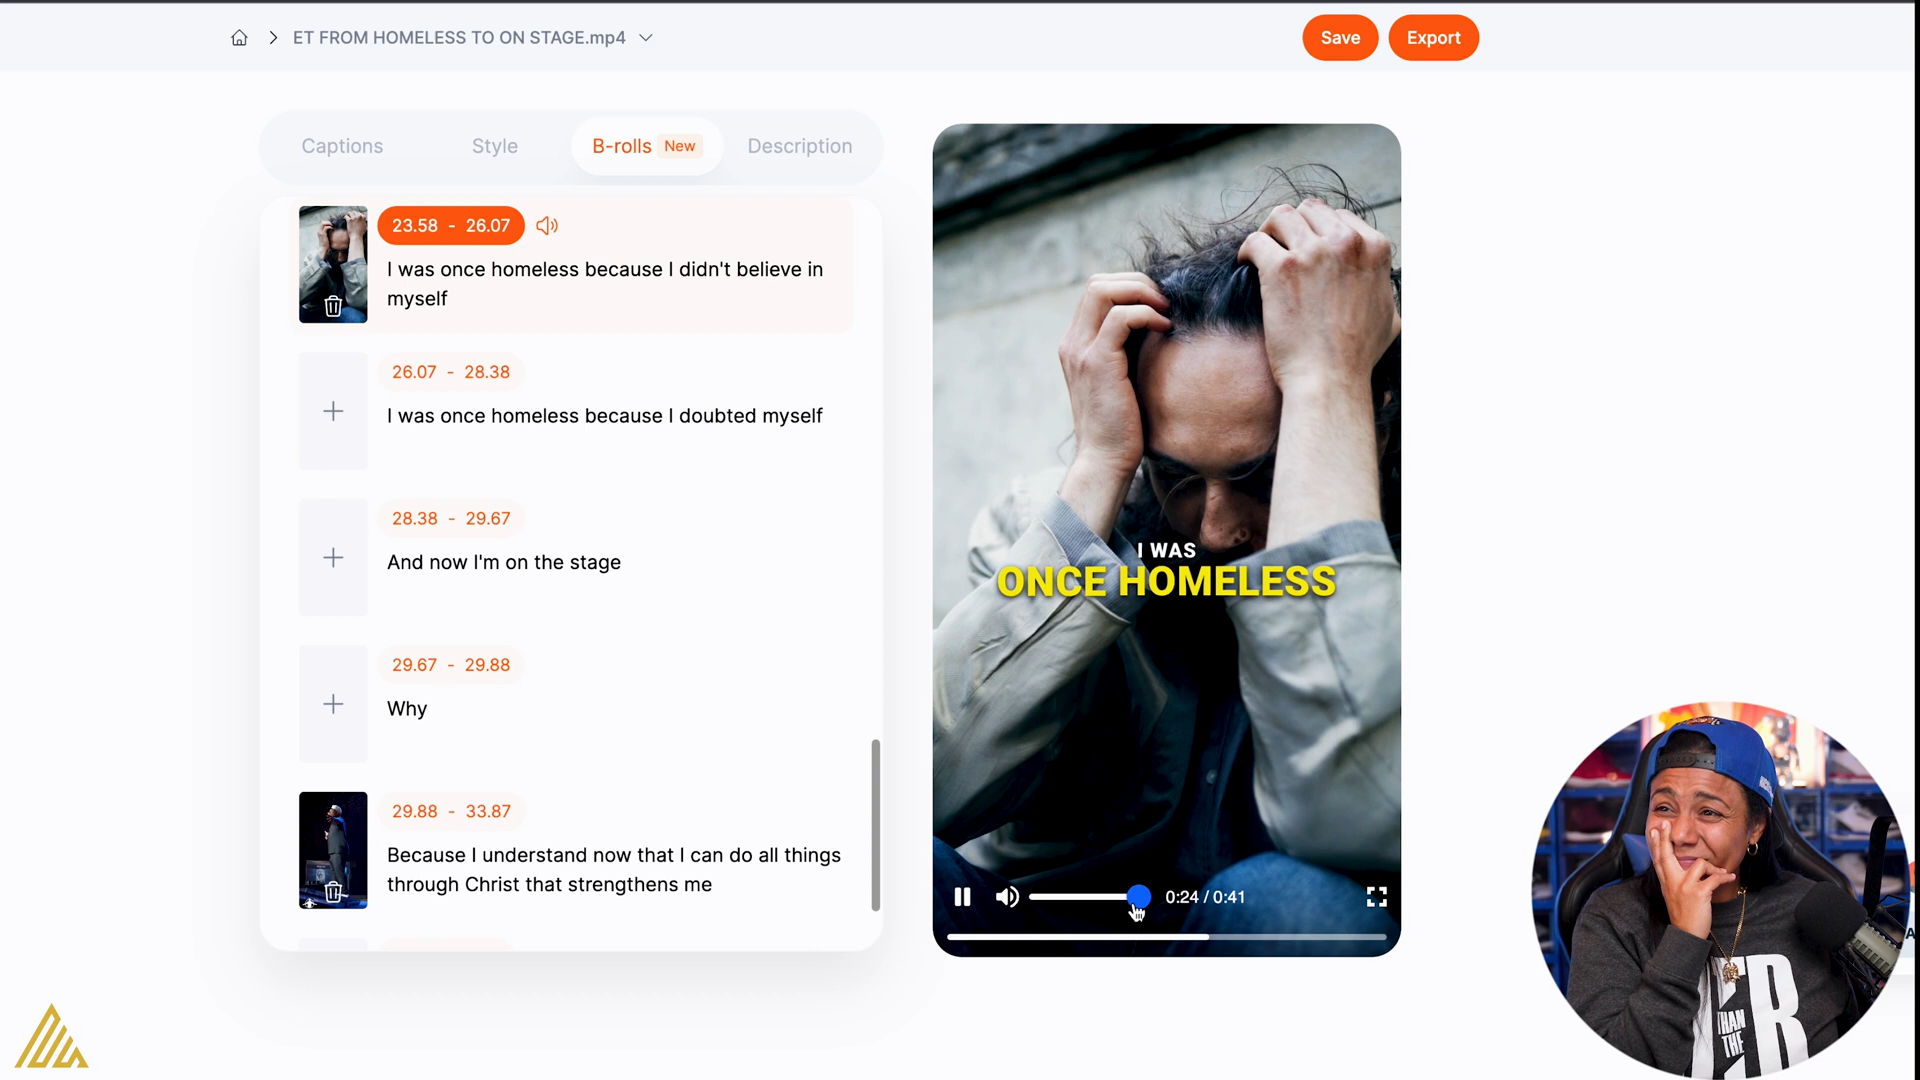 ET FROM HOMELESS TO ON STAGE.mp4
Save
Export
Captions
Style
B-rolls New
Description
23.58 - 26.07
I was once homeless because I didn't believe in
myself
26.07 - 28.38
I was once homeless because I doubted myself
28.38 - 29.67
And now I'm on the stage
29.67 - 29.88
Why
29.88 - 33.87
Because I understand now that I can do all things
through Christ that strengthens me
I WAS
ONCE HOMELESS
0:24 / 0:41
THAN
THE